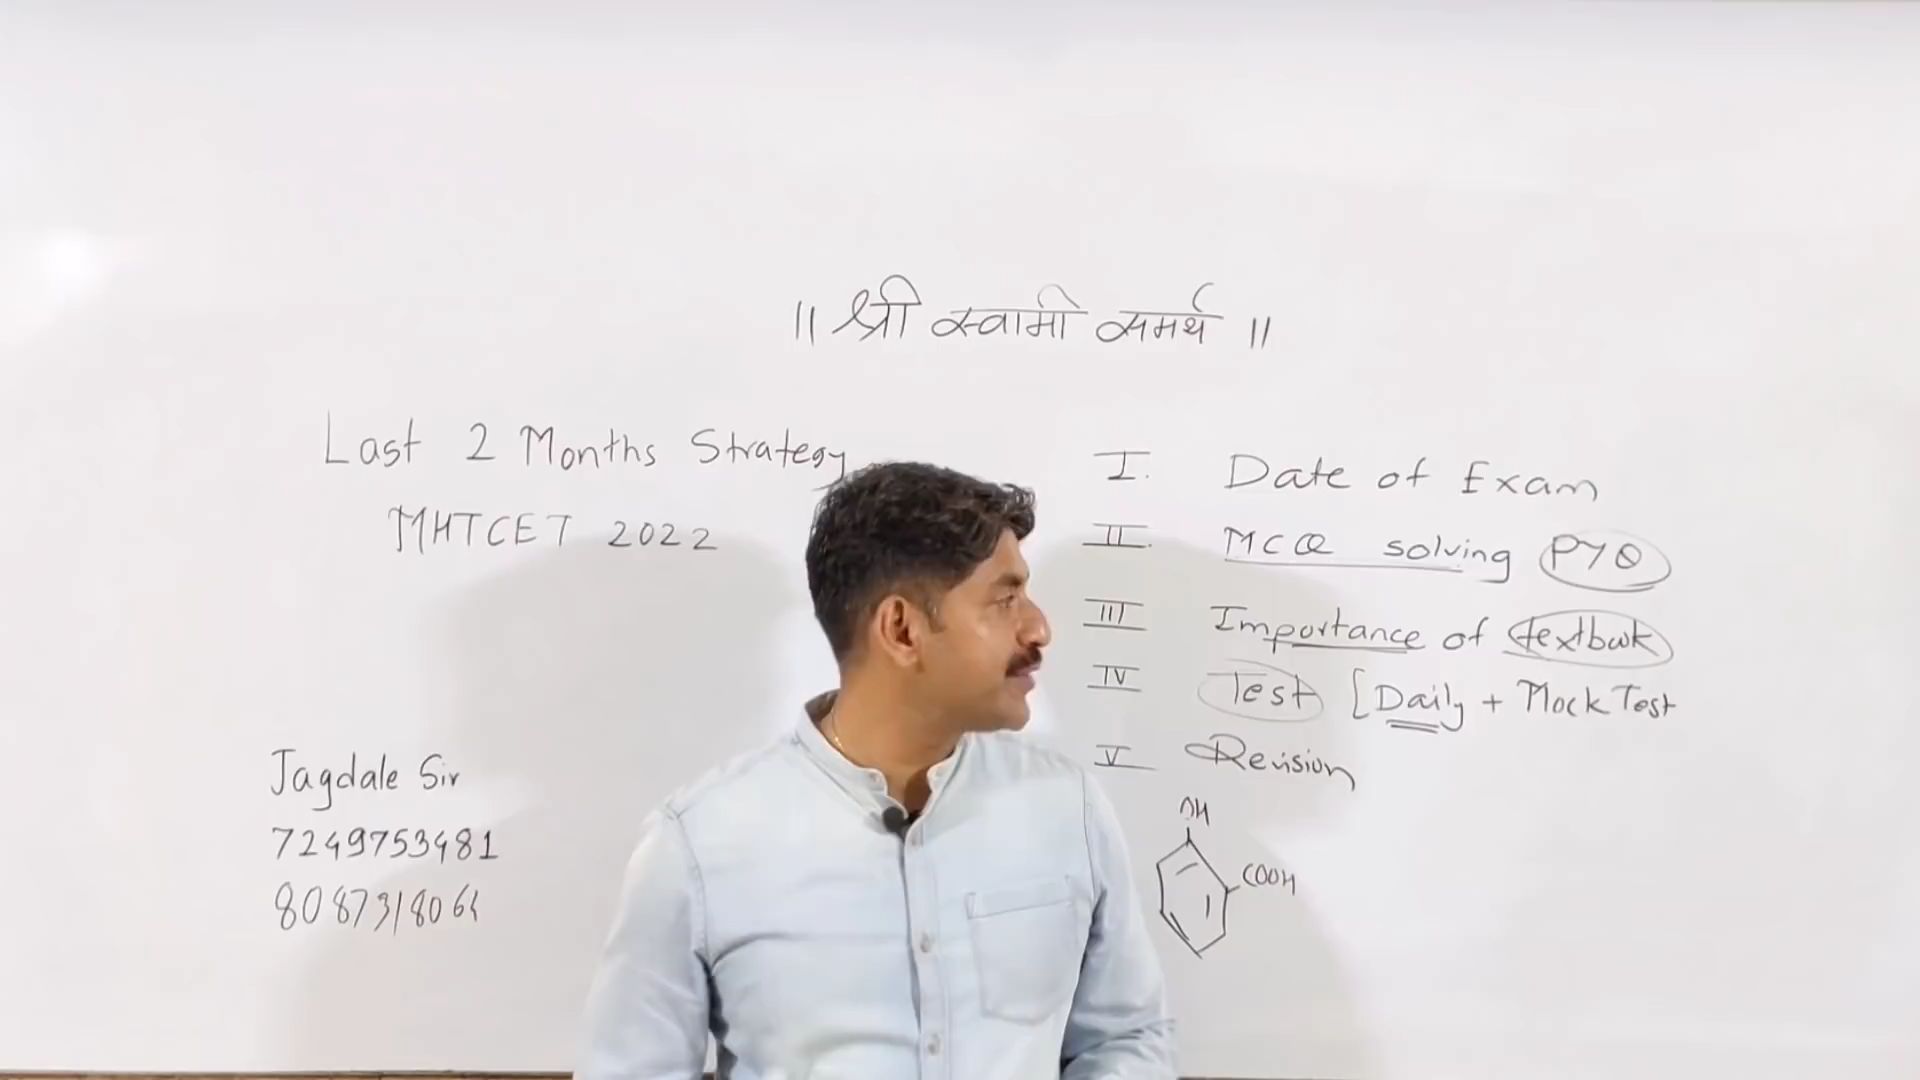 ॥ श्री स्वामी समर्थ ॥
Last 2 Months Strategy
MHTCET 2022
I. Date of Exam
II. MCQ solving PYQ
III Importance of textbook
IV Test [Daily + Mock Test
V Revision
OH
COOH
Jagdale Sir
7249753481
8087318064